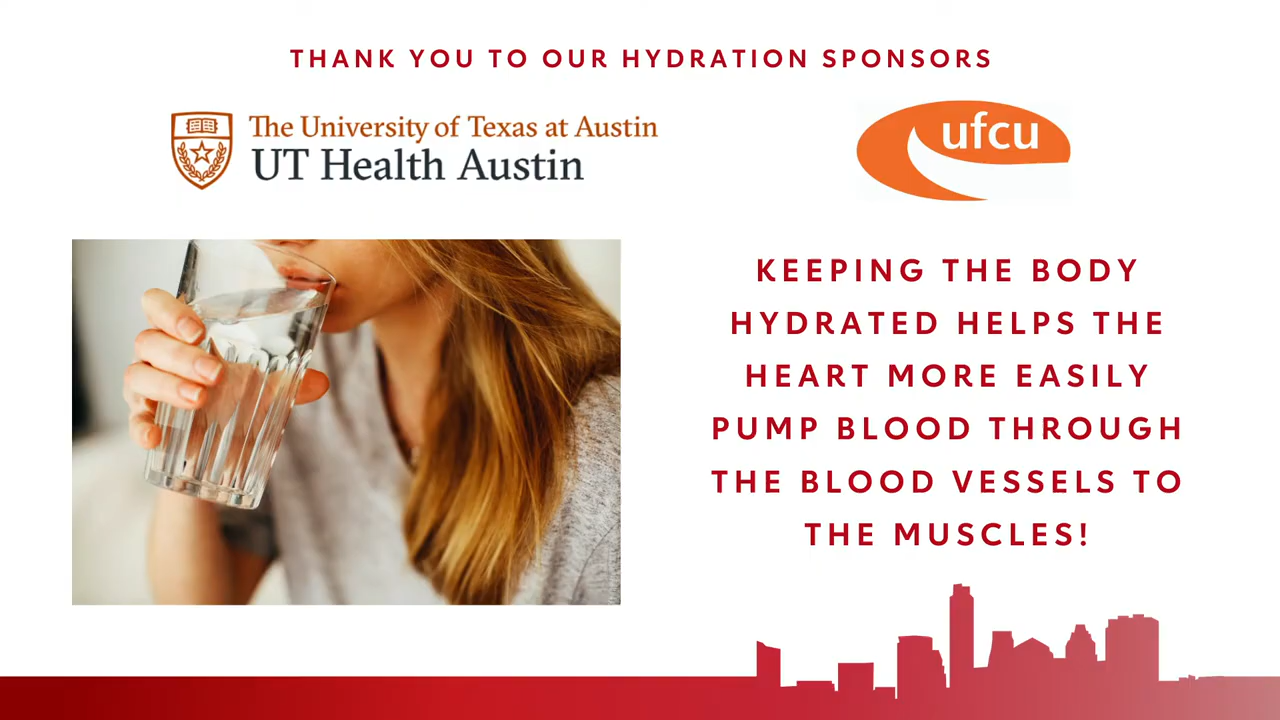 THANK YOU TO OUR HYDRATION SPONSORS
The University of Texas at Austin
UT Health Austin
ufcu
KEEPING THE BODY
HYDRATED HELPS THE
HEART MORE EASILY
PUMP BLOOD THROUGH
THE BLOOD VESSELS TO
THE MUSCLES!